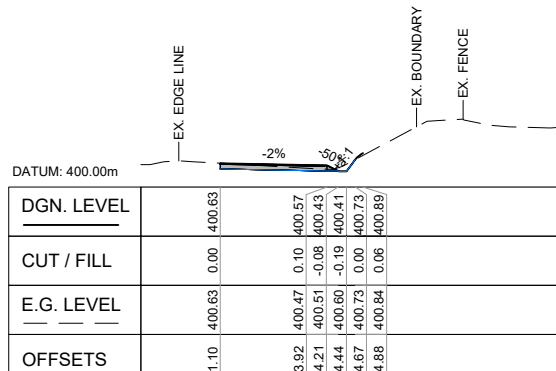 EX. EDGE LINE
EX. BOUNDARY
EX. FENCE
-2%
-50%
DATUM: 400.00m
DGN. LEVEL 400.63 400.57 400.43 400.41 400.73 400.89
CUT / FILL 0.00 0.10 -0.08 -0.19 0.00 0.06
E.G. LEVEL 400.63 400.47 400.51 400.60 400.73 400.84
OFFSETS 1.10 3.92 4.21 4.44 4.67 4.88